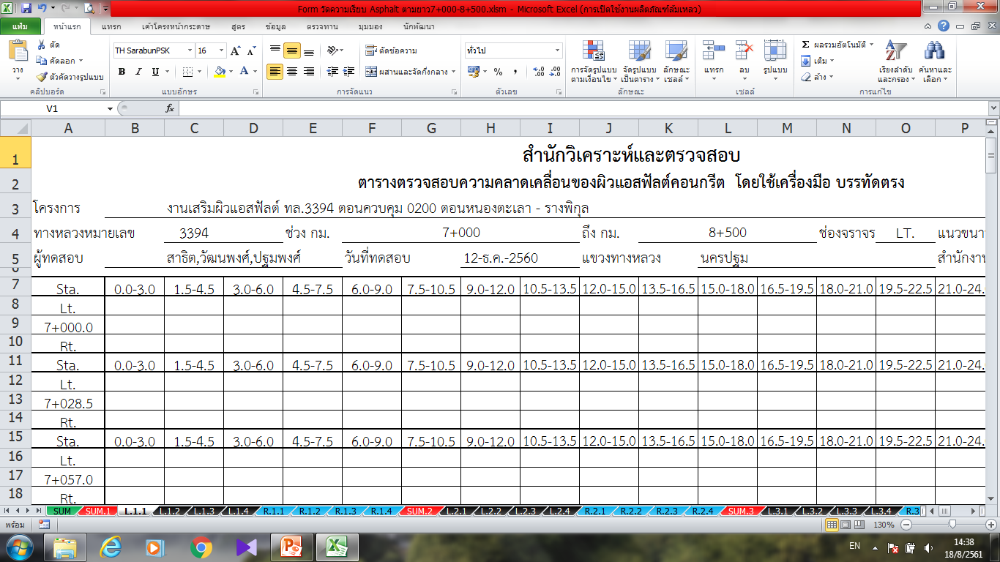 Form วัดความเรียบ Asphalt ตามยาว7+000-8+500.xlsm - Microsoft Excel (การเปิดใช้งานผลิตภัณฑ์ล้มเหลว)
แฟ้ม หน้าแรก แทรก เค้าโครงหน้ากระดาษ สูตร ข้อมูล ตรวจทาน มุมมอง นักพัฒนา
วาง
ตัด
คัดลอก
ตัวคัดวางรูปแบบ
คลิปบอร์ด
TH SarabunPSK 16
B I U
แบบอักษร
ตัดข้อความ
ผสานและจัดกึ่งกลาง
การจัดแนว
ทั่วไป
%
ตัวเลข
การจัดรูปแบบตามเงื่อนไข
จัดรูปแบบเป็นตาราง
ลักษณะเซลล์
ลักษณะ
แทรก ลบ รูปแบบ
เซลล์
Σ ผลรวมอัตโนมัติ
เติม
ล้าง
เรียงลำดับและกรอง
ค้นหาและเลือก
การแก้ไข
V1 fx
A B C D E F G H I J K L M N O P
1 สำนักวิเคราะห์และตรวจสอบ
2 ตารางตรวจสอบความคลาดเคลื่อนของผิวแอสฟัลต์คอนกรีต โดยใช้เครื่องมือ บรรทัดตรง
3 โครงการ งานเสริมผิวแอสฟัลต์ ทล.3394 ตอนควบคุม 0200 ตอนหนองตะเลา - รางพิกุล
4 ทางหลวงหมายเลข 3394 ช่วง กม. 7+000 ถึง กม. 8+500 ช่องจราจร LT.
5 ผู้ทดสอบ สาธิต,วัฒนพงศ์,ปฐมพงศ์ วันที่ทดสอบ 12-ธ.ค.-2560 แขวงทางหลวง นครปฐม
6
7 Sta. 0.0-3.0 1.5-4.5 3.0-6.0 4.5-7.5 6.0-9.0 7.5-10.5 9.0-12.0 10.5-13.5 12.0-15.0 13.5-16.5 15.0-18.0 16.5-19.5 18.0-21.0 19.5-22.5 21.0-24.
8 Lt.
9 7+000.0
10 Rt.
11 Sta. 0.0-3.0 1.5-4.5 3.0-6.0 4.5-7.5 6.0-9.0 7.5-10.5 9.0-12.0 10.5-13.5 12.0-15.0 13.5-16.5 15.0-18.0 16.5-19.5 18.0-21.0 19.5-22.5 21.0-24.
12 Lt.
13 7+028.5
14 Rt.
15 Sta. 0.0-3.0 1.5-4.5 3.0-6.0 4.5-7.5 6.0-9.0 7.5-10.5 9.0-12.0 10.5-13.5 12.0-15.0 13.5-16.5 15.0-18.0 16.5-19.5 18.0-21.0 19.5-22.5 21.0-24.
16 Lt.
17 7+057.0
18 Rt.
SUM SUM.1 L.1.1 L.1.2 L.1.3 L.1.4 R.1.1 R.1.2 R.1.3 R.1.4 SUM.2 L.2.1 L.2.2 L.2.3 L.2.4 R.2.1 R.2.2 R.2.3 R.2.4 SUM.3 L.3.1 L.3.2 L.3.3 L.3.4 R.3
พร้อม 130%
EN 14:38
18/8/2561